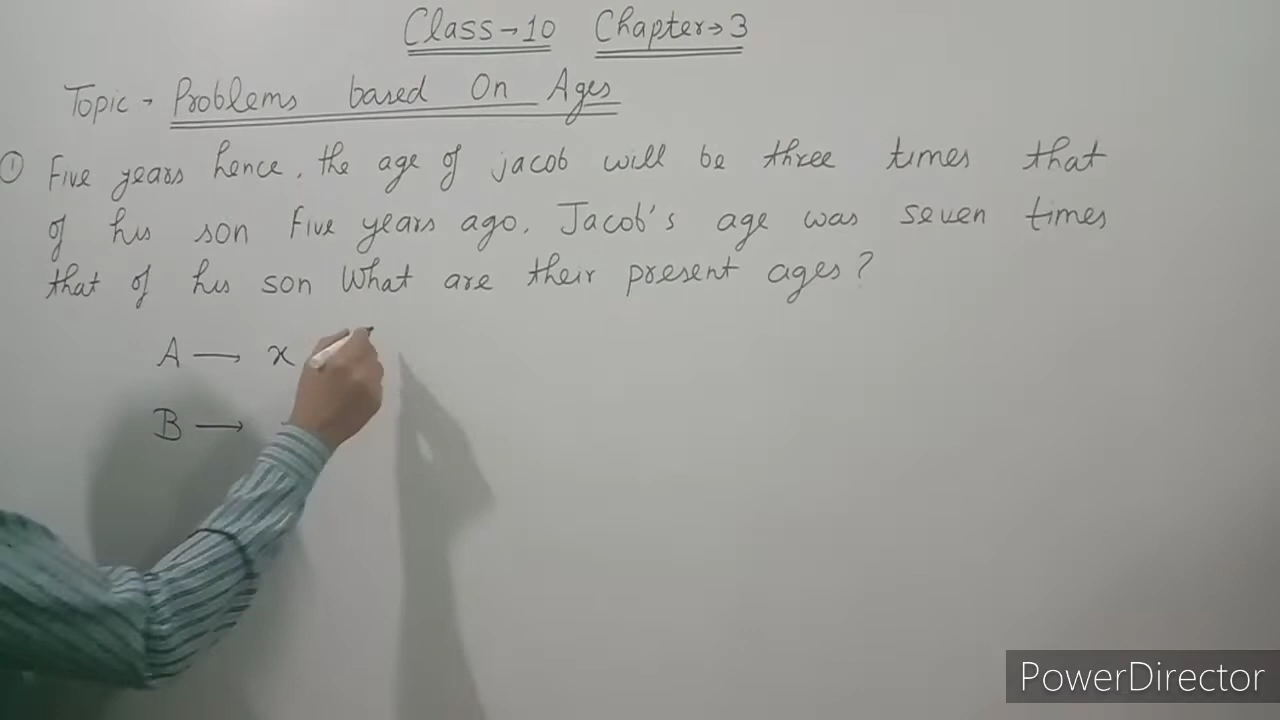 Class → 10 Chapter → 3
Topic - Problems based On Ages
① Five years hence, the age of jacob will be three times that
of his son Five years ago, Jacob's age was seven times
that of his son What are their present ages?
A → x
B →
PowerDirector